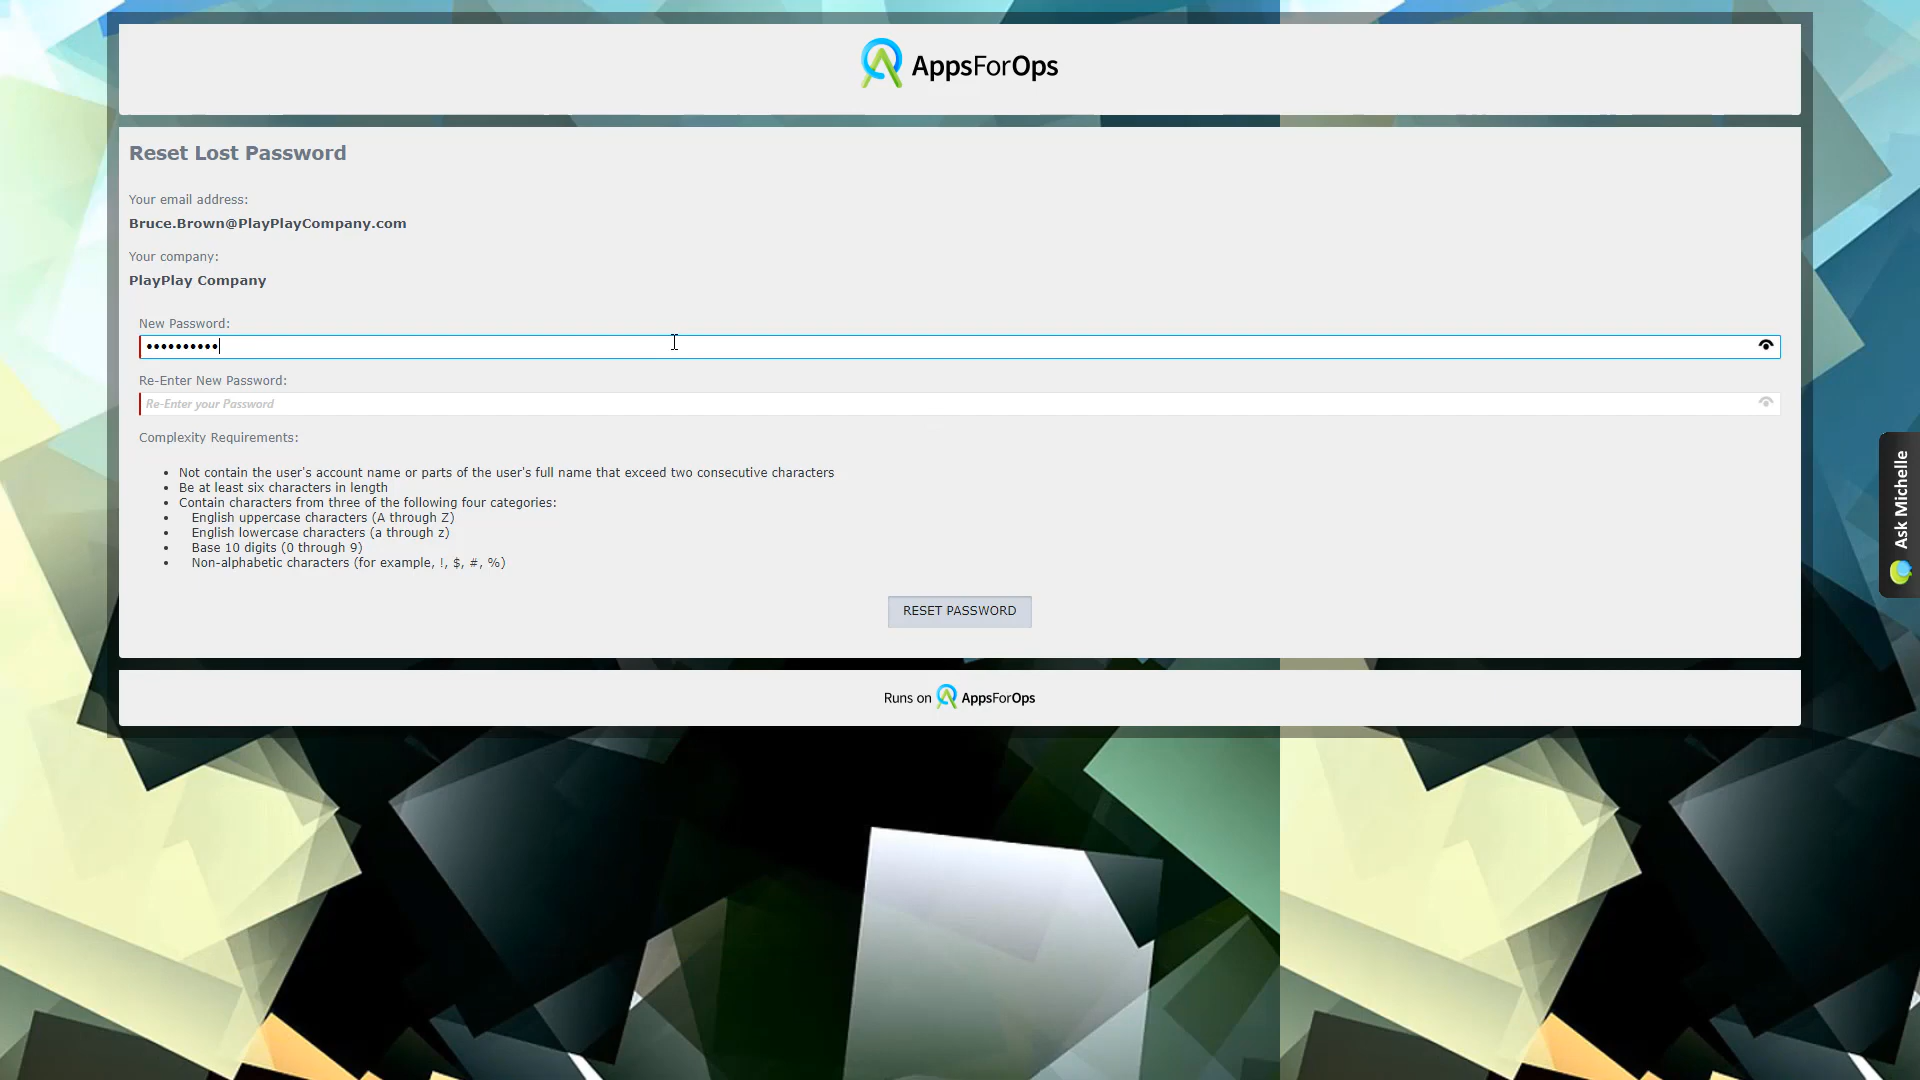 AppsForOps
Reset Lost Password
Your email address:
Bruce.Brown@PlayPlayCompany.com
Your company:
PlayPlay Company
New Password:
••••••••••
Re-Enter New Password:
Re-Enter your Password
Complexity Requirements:
• Not contain the user's account name or parts of the user's full name that exceed two consecutive characters
• Be at least six characters in length
• Contain characters from three of the following four categories:
• English uppercase characters (A through Z)
• English lowercase characters (a through z)
• Base 10 digits (0 through 9)
• Non-alphabetic characters (for example, !, $, #, %)
RESET PASSWORD
Runs on AppsForOps
Ask Michelle